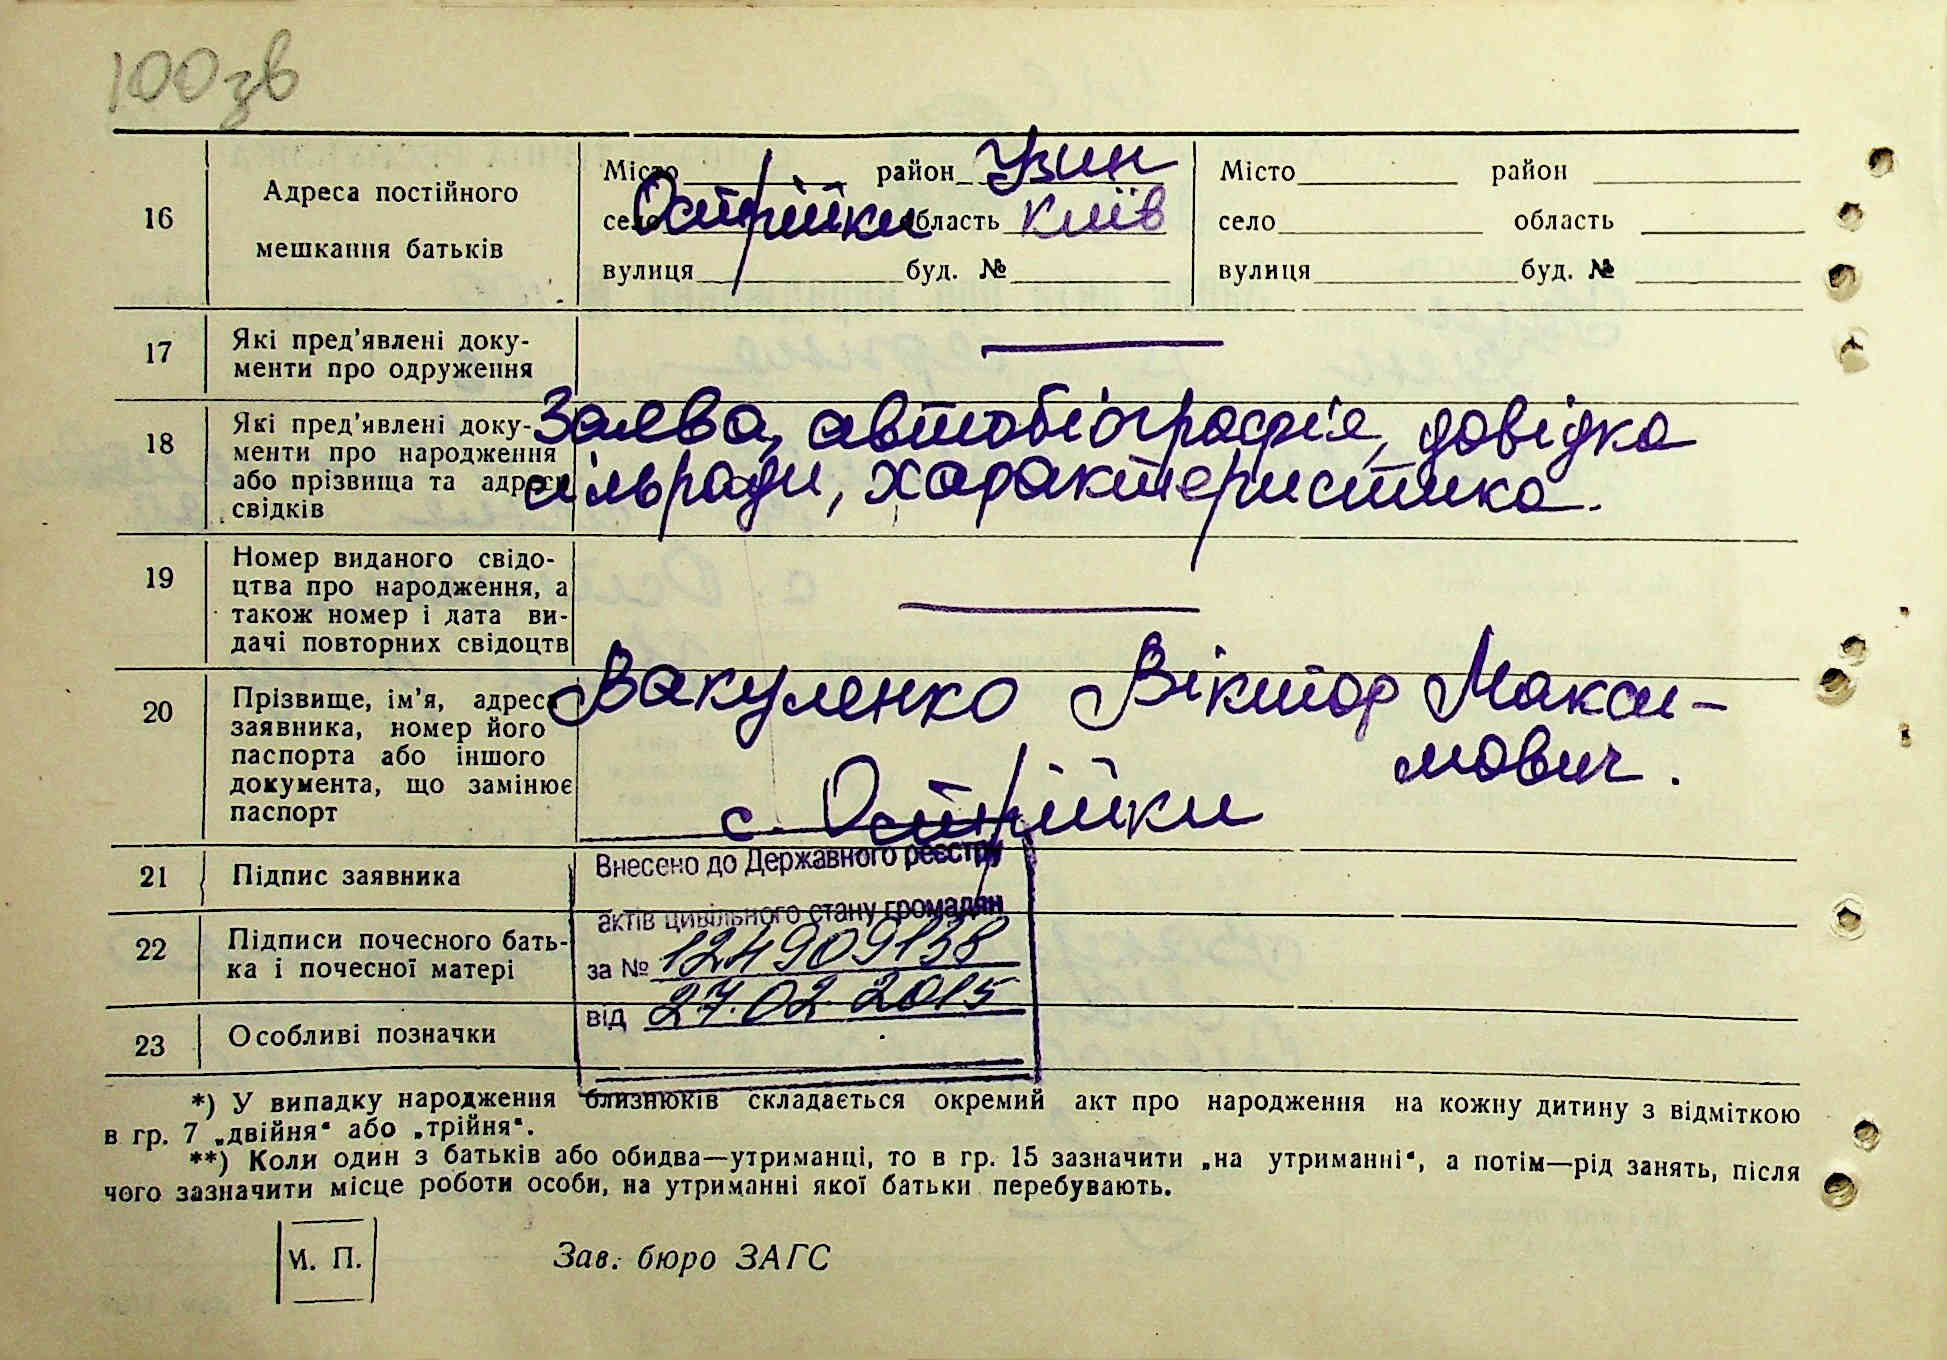 100зв
16
Адреса постійного
мешкання батьків
Місто район Узин
село Острійки область Київ
вулиця буд. №
Місто район
село область
вулиця буд. №
17
Які пред'явлені доку-
менти про одруження
18
Які пред'явлені доку-
менти про народження
або прізвища та адреси
свідків
Заява, автобіографія, довідка
сільради, характеристика.
19
Номер виданого свідо-
цтва про народження, а
також номер і дата ви-
дачі повторних свідоцтв
20
Прізвище, ім'я, адреса
заявника, номер його
паспорта або іншого
документа, що замінює
паспорт
Вакуленко Віктор Макси-
мович.
с. Острійки
21
Підпис заявника
22
Підписи почесного бать-
ка і почесної матері
23
Особливі позначки
Внесено до Державного реєстру
актів цивільного стану громадян
за № 124909138
від 27.02.2015
*) У випадку народження близнюків складається окремий акт про народження на кожну дитину з відміткою
в гр. 7 „двійня" або „трійня".
**) Коли один з батьків або обидва—утриманці, то в гр. 15 зазначити „на утриманні", а потім—рід занять, після
чого зазначити місце роботи особи, на утриманні якої батьки перебувають.
М. П.
Зав. бюро ЗАГС